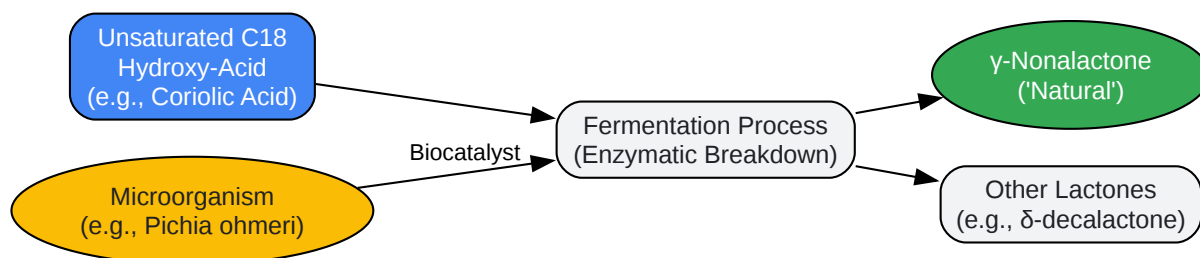 Unsaturated C18
Hydroxy-Acid
(e.g., Coriolic Acid)
Microorganism
(e.g., Pichia ohmeri)
Biocatalyst
Fermentation Process
(Enzymatic Breakdown)
γ-Nonalactone
('Natural')
Other Lactones
(e.g., δ-decalactone)